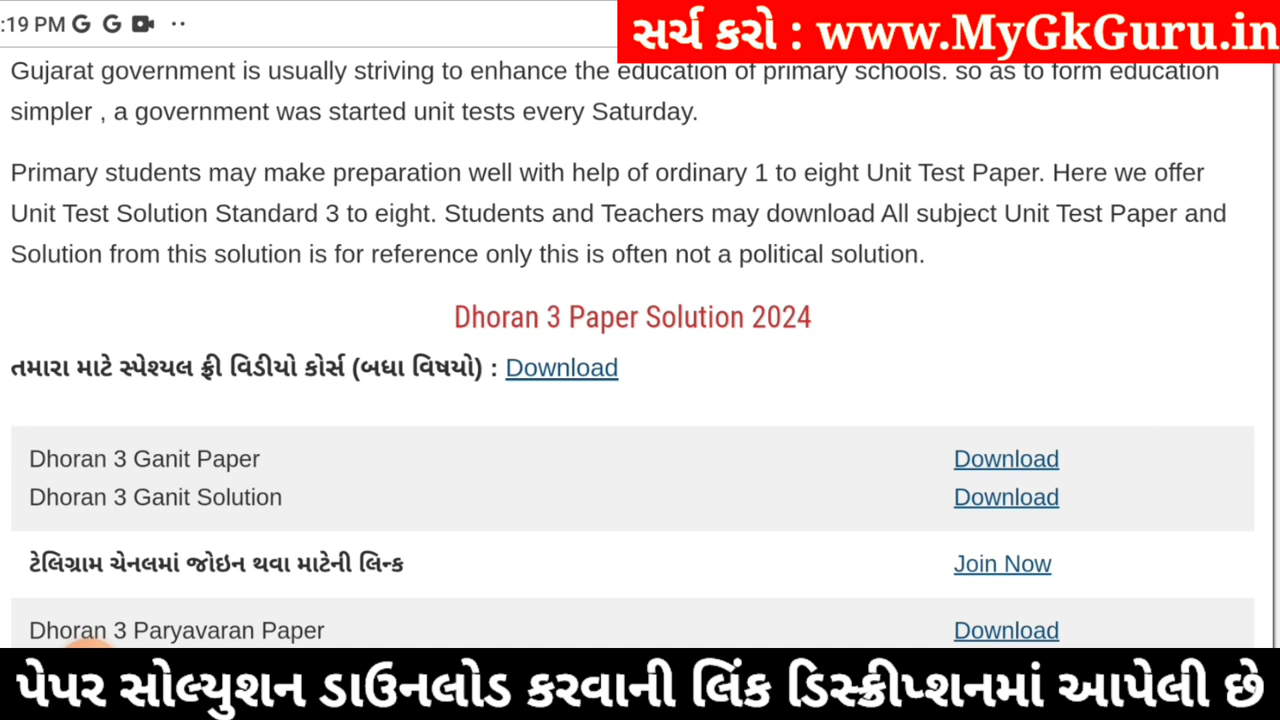 :19 PM G G ··
સર્ચ કરો : www.MyGkGuru.in
Gujarat government is usually striving to enhance the education of primary schools. so as to form education
simpler , a government was started unit tests every Saturday.
Primary students may make preparation well with help of ordinary 1 to eight Unit Test Paper. Here we offer
Unit Test Solution Standard 3 to eight. Students and Teachers may download All subject Unit Test Paper and
Solution from this solution is for reference only this is often not a political solution.
Dhoran 3 Paper Solution 2024
તમારા માટે સ્પેશ્યલ ફ્રી વિડીયો કોર્સ (બધા વિષયો) : Download
Dhoran 3 Ganit Paper Download
Dhoran 3 Ganit Solution Download
ટેલિગ્રામ ચેનલમાં જોઇન થવા માટેની લિન્ક Join Now
Dhoran 3 Paryavaran Paper Download
પેપર સોલ્યુશન ડાઉનલોડ કરવાની લિંક ડિસ્ક્રીપ્શનમાં આપેલી છે